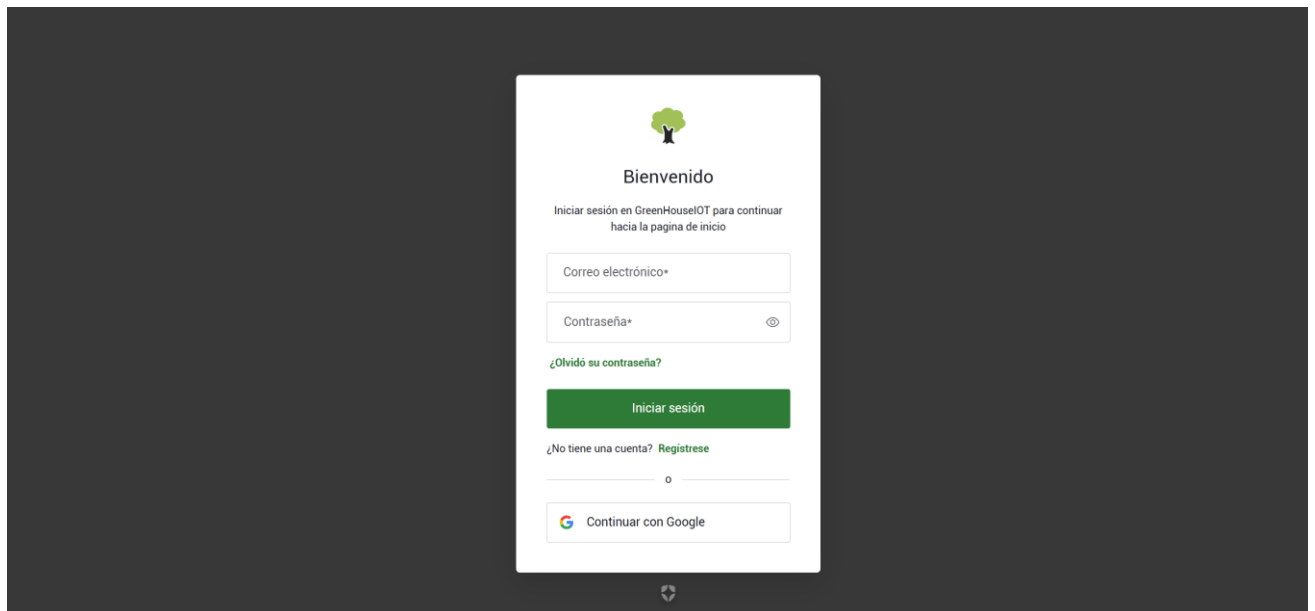 Bienvenido
Iniciar sesión en GreenHouseIOT para continuar
hacia la pagina de inicio
Correo electrónico*
Contraseña*
¿Olvidó su contraseña?
Iniciar sesión
¿No tiene una cuenta? Regístrese
o
Continuar con Google